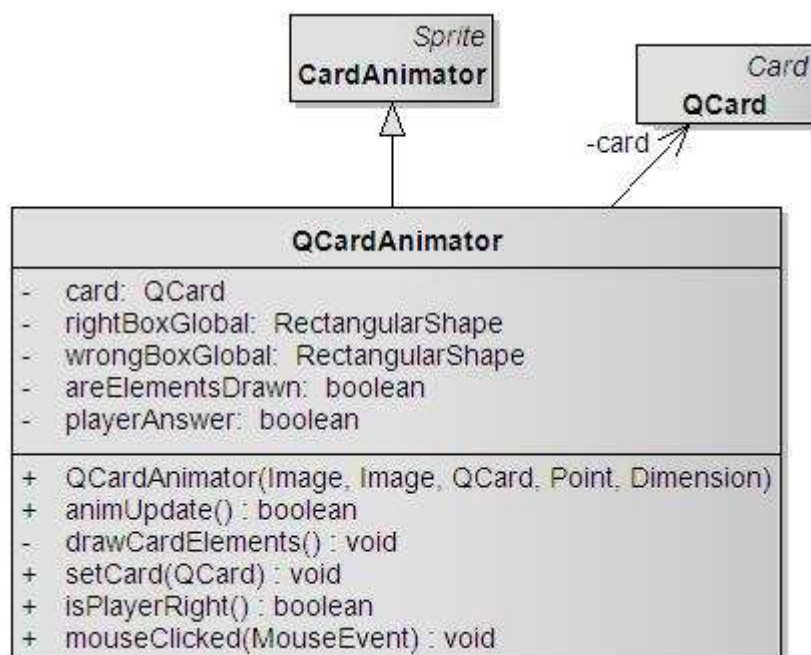 Sprite
CardAnimator
Card
QCard
-card
QCardAnimator
- card: QCard
- rightBoxGlobal: RectangularShape
- wrongBoxGlobal: RectangularShape
- areElementsDrawn: boolean
- playerAnswer: boolean
+ QCardAnimator(Image, Image, QCard, Point, Dimension)
+ animUpdate() : boolean
- drawCardElements() : void
+ setCard(QCard) : void
+ isPlayerRight() : boolean
+ mouseClicked(MouseEvent) : void